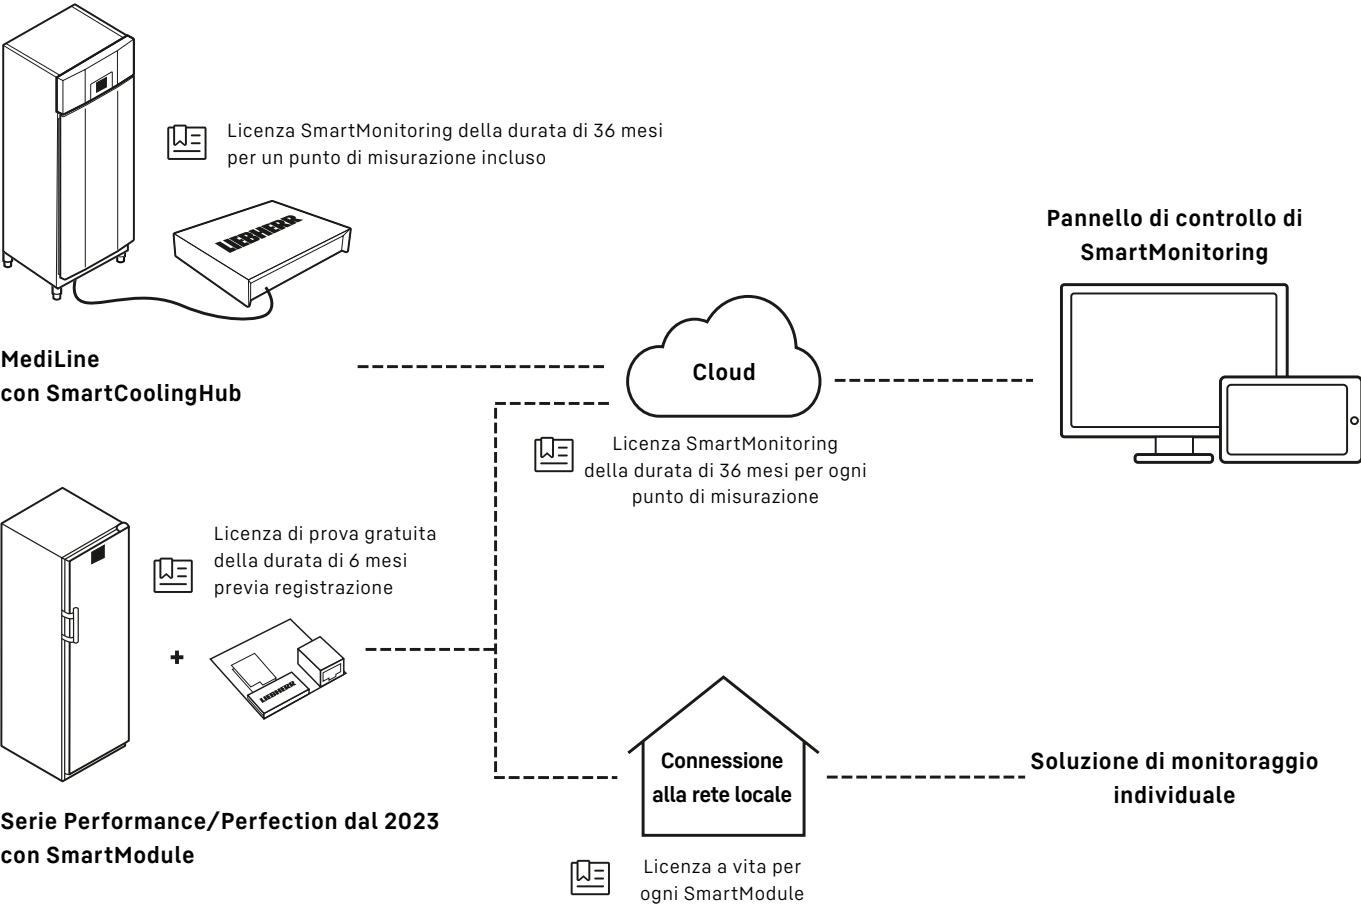 Licenza SmartMonitoring della durata di 36 mesi
per un punto di misurazione incluso
LIEBHERR
MediLine
con SmartCoolingHub
Cloud
Licenza SmartMonitoring
della durata di 36 mesi per ogni
punto di misurazione
Pannello di controllo di
SmartMonitoring
Licenza di prova gratuita
della durata di 6 mesi
previa registrazione
+
LIEBHERR
Serie Performance/Perfection dal 2023
con SmartModule
Connessione
alla rete locale
Licenza a vita per
ogni SmartModule
Soluzione di monitoraggio
individuale